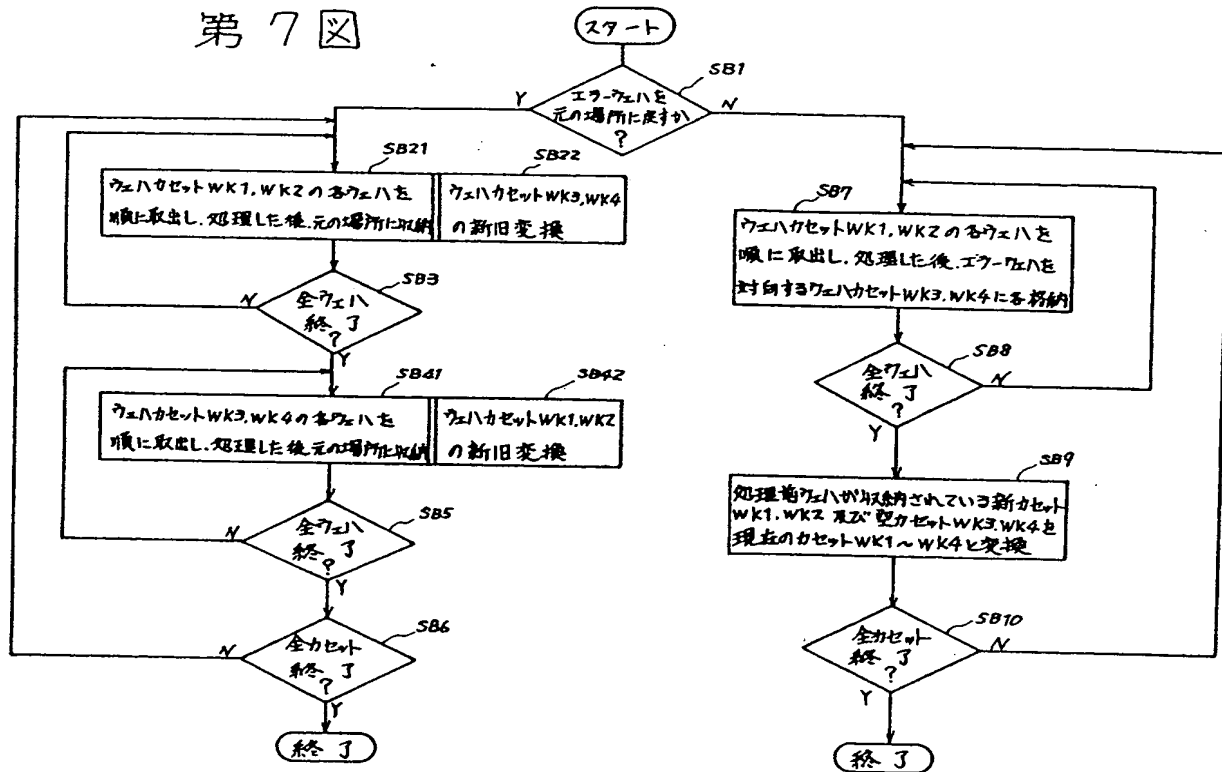 第7図
スタート
SB1
エラーウェハを
元の場所に戻すか
?
Y
N
SB21
SB22
ウェハカセットWK1,WK2の各ウェハを
順に取出し、処理した後、元の場所に収納
ウェハカセットWK3,WK4
の新旧変換
SB3
全ウェハ
終了
?
N
Y
SB41
SB42
ウェハカセットWK3,WK4の各ウェハを
順に取出し、処理した後、元の場所に収納
ウェハカセットWK1,WK2
の新旧変換
SB5
全ウェハ
終了
?
N
Y
SB6
全カセット
終了
?
N
Y
終了
SB7
ウェハカセットWK1,WK2の各ウェハを
順に取出し、処理した後、エラーウェハを
対向するウェハカセットWK3,WK4に各格納
SB8
全ウェハ
終了
?
N
Y
SB9
処理前ウェハが収納されている新カセット
WK1,WK2及び空カセットWK3,WK4を
現在のカセットWK1~WK4と変換
SB10
全カセット
終了
?
N
Y
終了